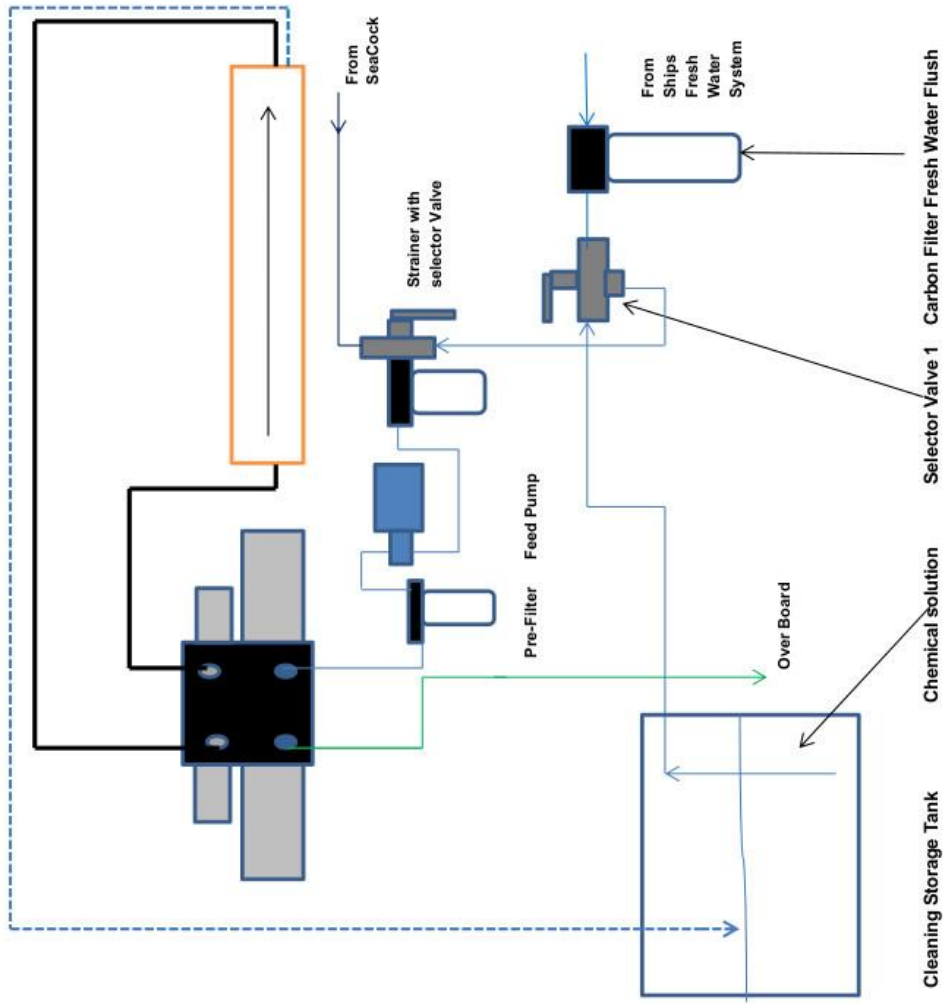 From
SeaCock
Strainer with
selector Valve
From
Ships
Fresh
Water
System
Feed Pump
Pre-Filter
Over Board
Cleaning Storage Tank
Chemical solution
Selector Valve 1
Carbon Filter Fresh Water Flush